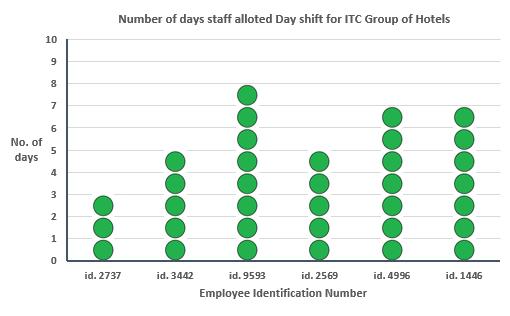 Number of days staff alloted Day shift for ITC Group of Hotels
10
9
8
7
6
5
4
3
2
1
0
No. of
days
id. 2737 id. 3442 id. 9593 id. 2569 id. 4996 id. 1446
Employee Identification Number